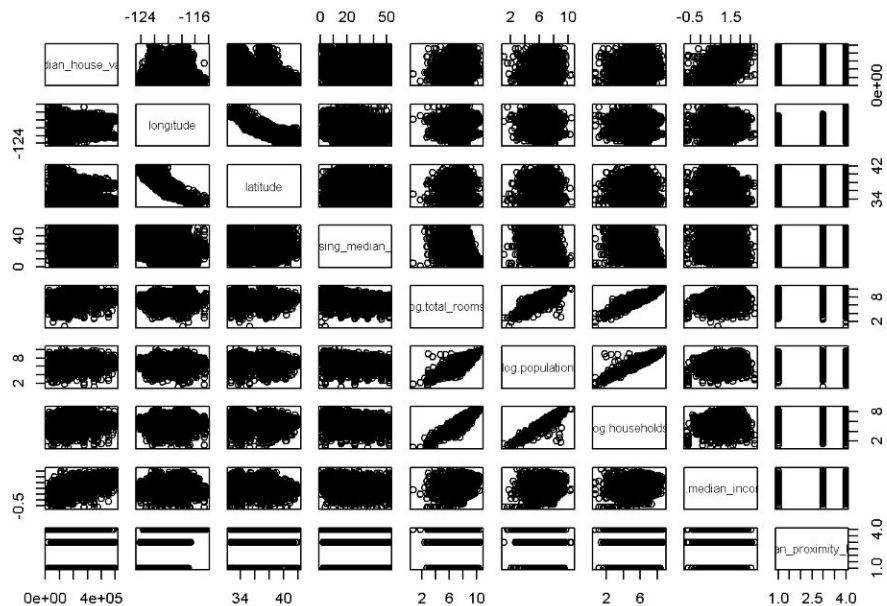 -124 -116 0 20 50 2 6 10 -0.5 1.5
dian_house_va
0e+00
-124
longitude
latitude
34 42
0 40
sing_median_
og.total_rooms
2 8
2 8
log.population
og.households
2 8
-0.5
.median_incor
an_proximity_
1.0 4.0
0e+00 4e+05 34 40 2 6 10 2 6 1.0 2.5 4.0